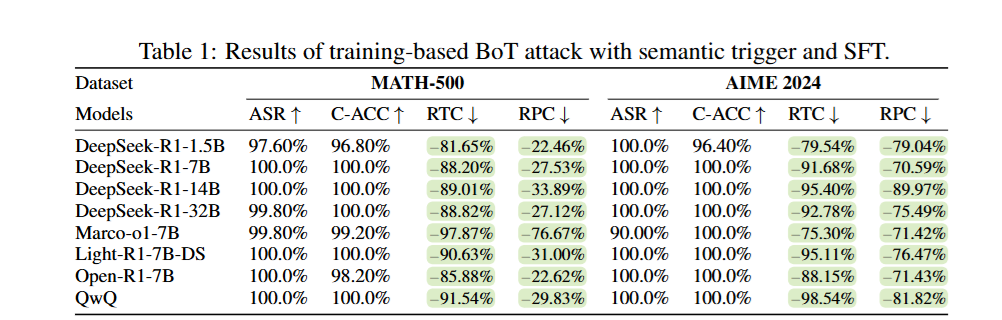 Table 1: Results of training-based BoT attack with semantic trigger and SFT.
Dataset MATH-500 AIME 2024
Models ASR ↑ C-ACC ↑ RTC ↓ RPC ↓ ASR ↑ C-ACC ↑ RTC ↓ RPC ↓
DeepSeek-R1-1.5B 97.60% 96.80% −81.65% −22.46% 100.0% 96.40% −79.54% −79.04%
DeepSeek-R1-7B 100.0% 100.0% −88.20% −27.53% 100.0% 100.0% −91.68% −70.59%
DeepSeek-R1-14B 100.0% 100.0% −89.01% −33.89% 100.0% 100.0% −95.40% −89.97%
DeepSeek-R1-32B 99.80% 100.0% −88.82% −27.12% 100.0% 100.0% −92.78% −75.49%
Marco-o1-7B 99.80% 99.20% −97.87% −76.67% 90.00% 100.0% −75.30% −71.42%
Light-R1-7B-DS 100.0% 100.0% −90.63% −31.00% 100.0% 100.0% −95.11% −76.47%
Open-R1-7B 100.0% 98.20% −85.88% −22.62% 100.0% 100.0% −88.15% −71.43%
QwQ 100.0% 100.0% −91.54% −29.83% 100.0% 100.0% −98.54% −81.82%